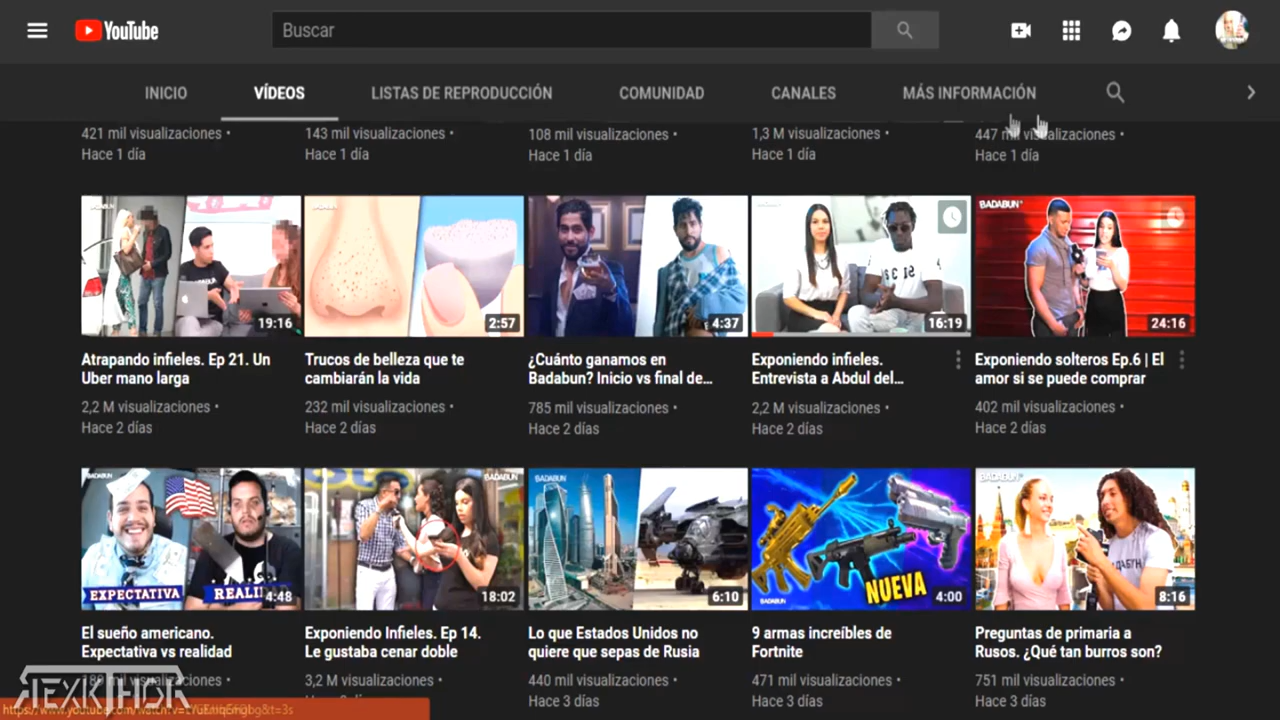 YouTube
Buscar
INICIO
VÍDEOS
LISTAS DE REPRODUCCIÓN
COMUNIDAD
CANALES
MÁS INFORMACIÓN
421 mil visualizaciones •
Hace 1 día
143 mil visualizaciones •
Hace 1 día
108 mil visualizaciones •
Hace 1 día
1,3 M visualizaciones •
Hace 1 día
447 mil visualizaciones •
Hace 1 día
19:16
Atrapando infieles. Ep 21. Un
Uber mano larga
2,2 M visualizaciones •
Hace 2 días
2:57
Trucos de belleza que te
cambiarán la vida
232 mil visualizaciones •
Hace 2 días
BADABUN
4:37
¿Cuánto ganamos en
Badabun? Inicio vs final de...
785 mil visualizaciones •
Hace 2 días
BADABUN
16:19
Exponiendo infieles.
Entrevista a Abdul del...
2,2 M visualizaciones •
Hace 2 días
BADABUN
24:16
Exponiendo solteros Ep.6 | El
amor si se puede comprar
402 mil visualizaciones •
Hace 2 días
BADABUN
EXPECTATIVA
4:48
El sueño americano.
Expectativa vs realidad
visualizaciones •
BADABUN
18:02
Exponiendo Infieles. Ep 14.
Le gustaba cenar doble
3,2 M visualizaciones •
BADABUN
6:10
Lo que Estados Unidos no
quiere que sepas de Rusia
440 mil visualizaciones •
Hace 3 días
BADABUN
NUEVA
4:00
9 armas increíbles de
Fortnite
471 mil visualizaciones •
Hace 3 días
BADABUN
8:16
Preguntas de primaria a
Rusos. ¿Qué tan burros son?
751 mil visualizaciones •
Hace 3 días